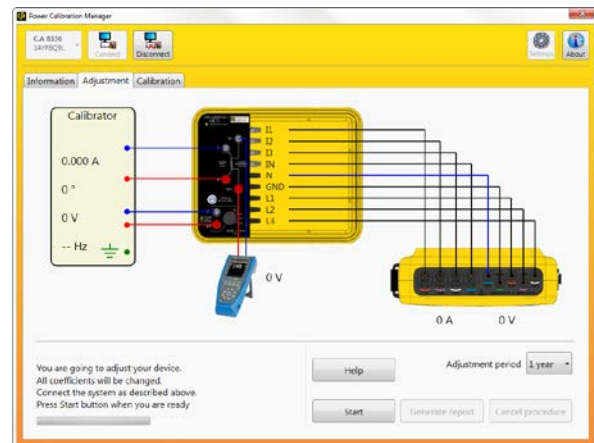 Power Calibration Manager
C.A 8336
Connect
Disconnect
Settings
About
Information Adjustment Calibration
Calibrator
0.000 A
0 °
0 V
-- Hz
I1
I2
I3
IN
N
GND
L1
L2
L3
0 V
0 A 0 V
You are going to adjust your device.
All coefficients will be changed.
Connect the system as described above.
Press Start button when you are ready
Help
Adjustment period 1 year
Start
Generate report
Cancel procedure